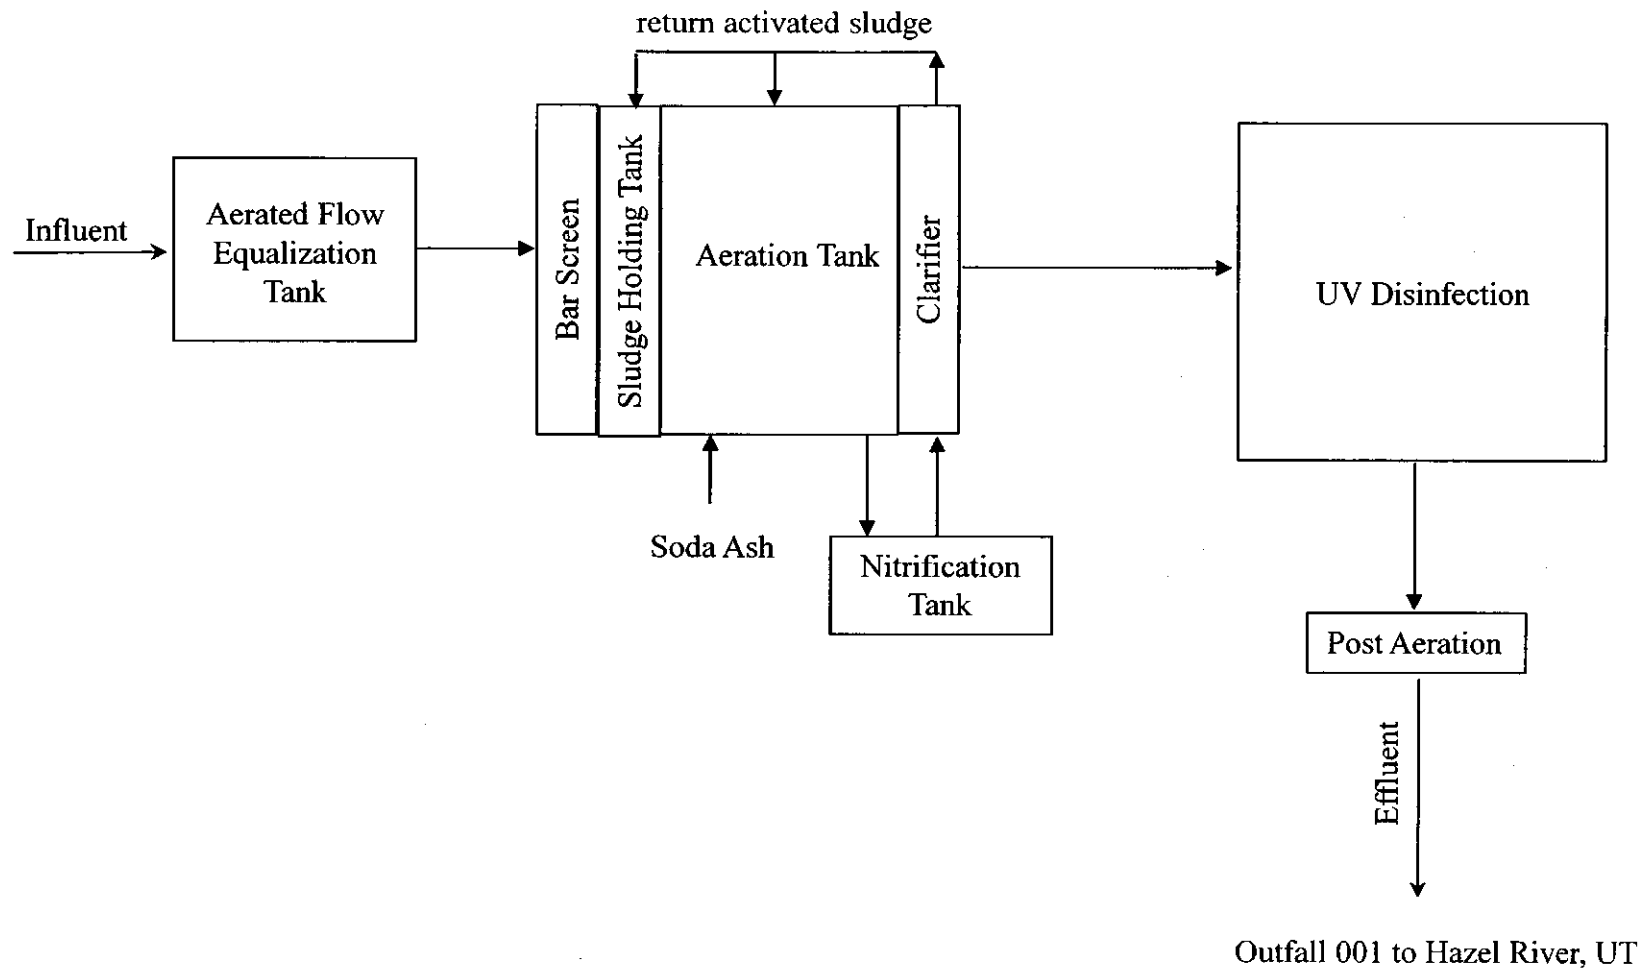 return activated sludge
Influent
Aerated Flow
Equalization
Tank
Bar Screen
Sludge Holding Tank
Aeration Tank
Clarifier
UV Disinfection
Soda Ash
Nitrification
Tank
Post Aeration
Effluent
Outfall 001 to Hazel River, UT